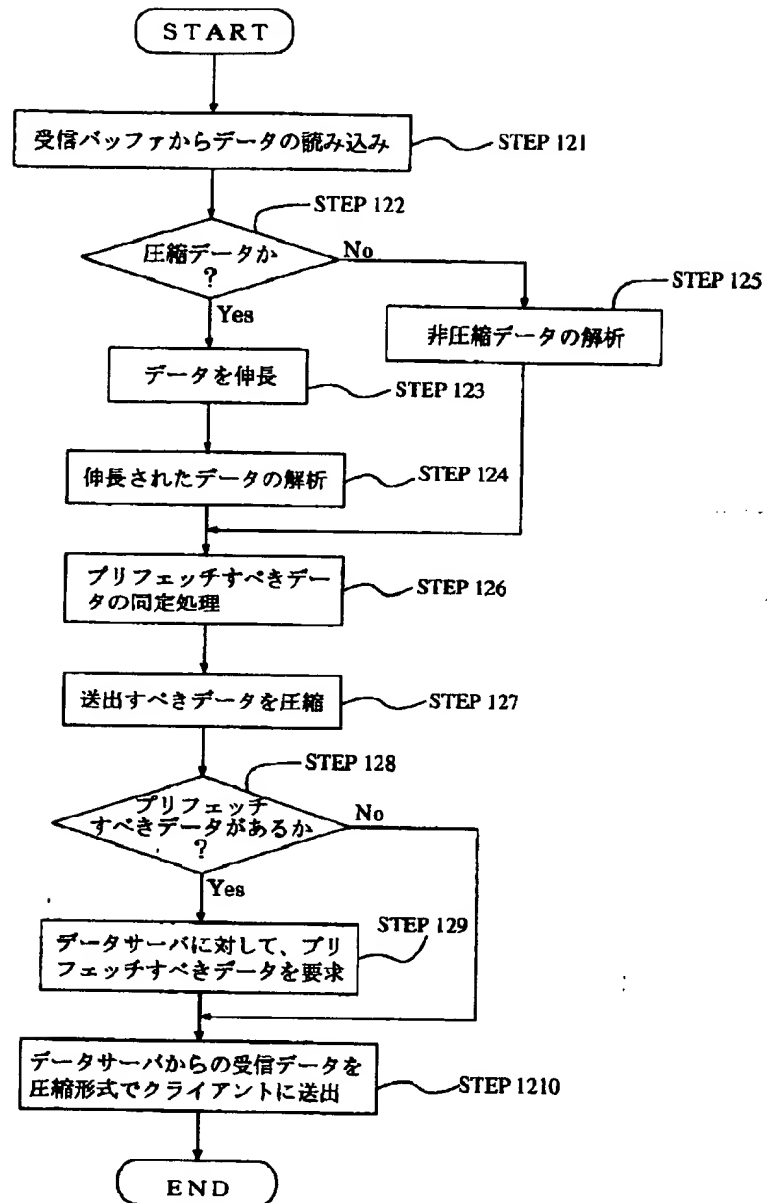 START
受信バッファからデータの読み込み
STEP 121
STEP 122
圧縮データか
?
No
Yes
STEP 125
非圧縮データの解析
データを伸長
STEP 123
伸長されたデータの解析
STEP 124
プリフェッチすべきデー
タの同定処理
STEP 126
送出すべきデータを圧縮
STEP 127
STEP 128
プリフェッチ
すべきデータがあるか
?
No
Yes
STEP 129
データサーバに対して、プリ
フェッチすべきデータを要求
データサーバからの受信データを
圧縮形式でクライアントに送出
STEP 1210
END